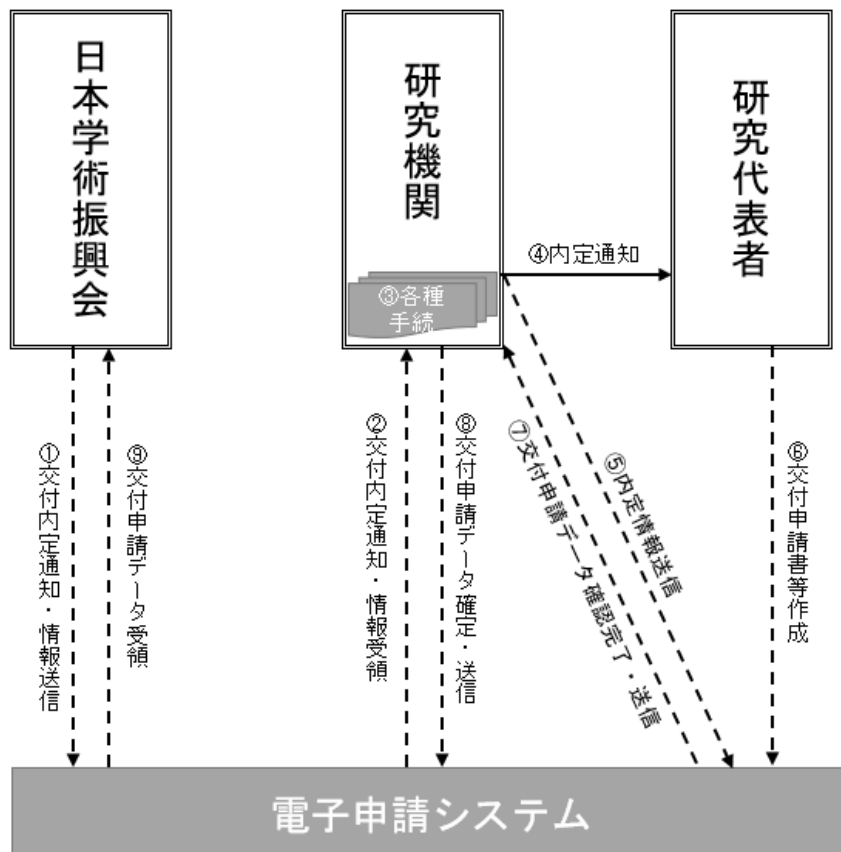 日本学術振興会
研究機関
研究代表者
③各種
手続
④内定通知
①交付内定通知・情報送信
⑨交付申請データ受領
②交付内定通知・情報受領
⑧交付申請データ確定・送信
⑦交付申請データ確認完了・送信
⑤内定情報送信
⑥交付申請書等作成
電子申請システム